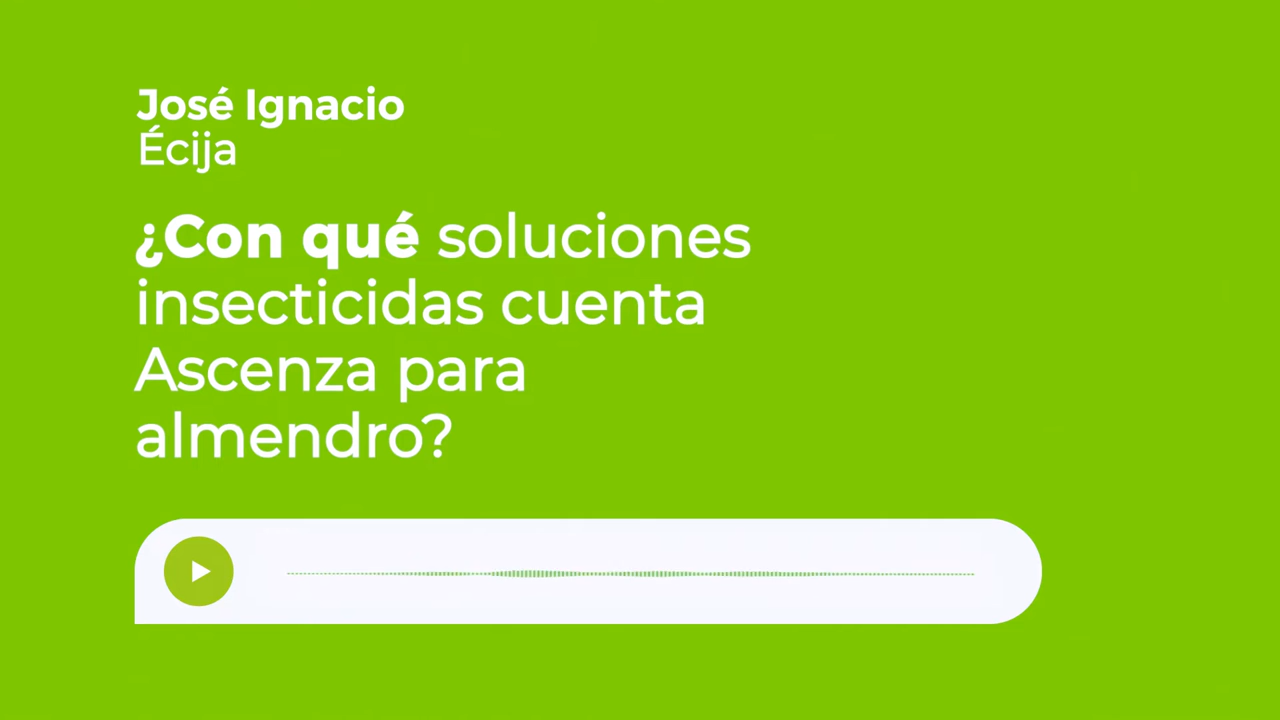 José Ignacio
Écija
¿Con qué soluciones
insecticidas cuenta
Ascenza para
almendro?